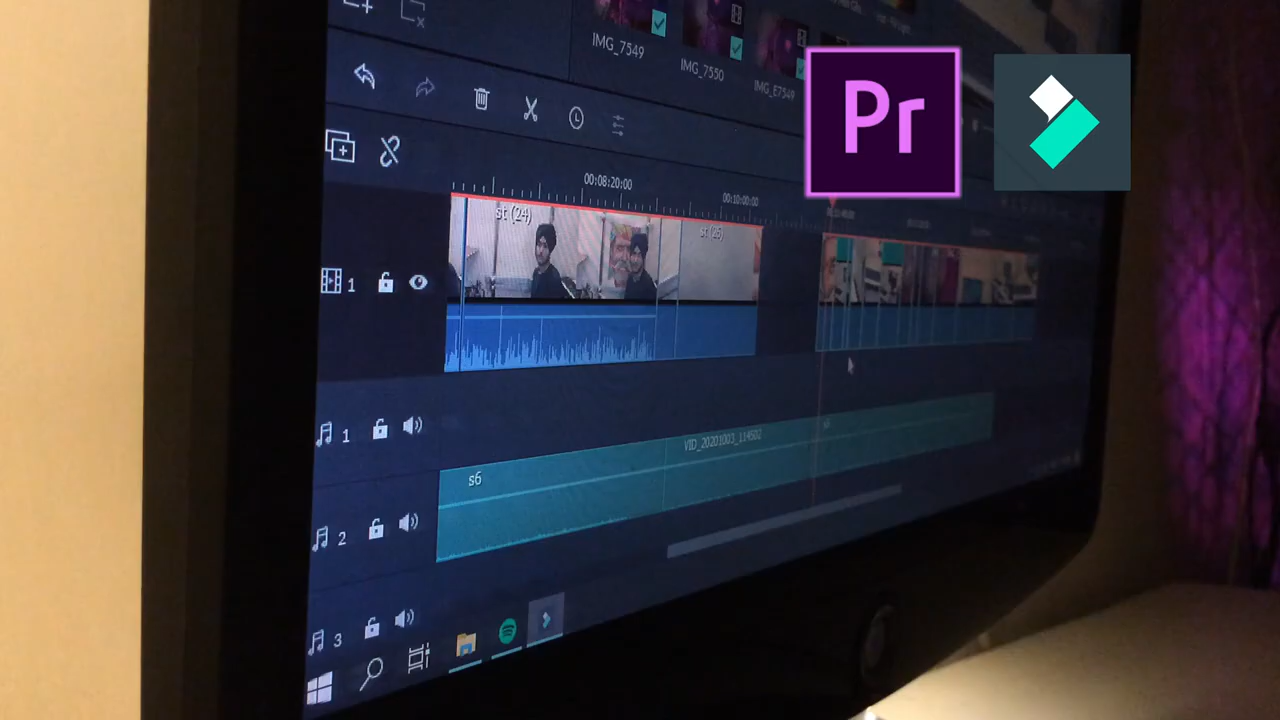 IMG_7549
IMG_7550
IMG_E7549
Pr
00:08:20:00
00:10:00:00
st (24)
st (25)
1
1
VID_20201003_114502
s6
s6
2
3